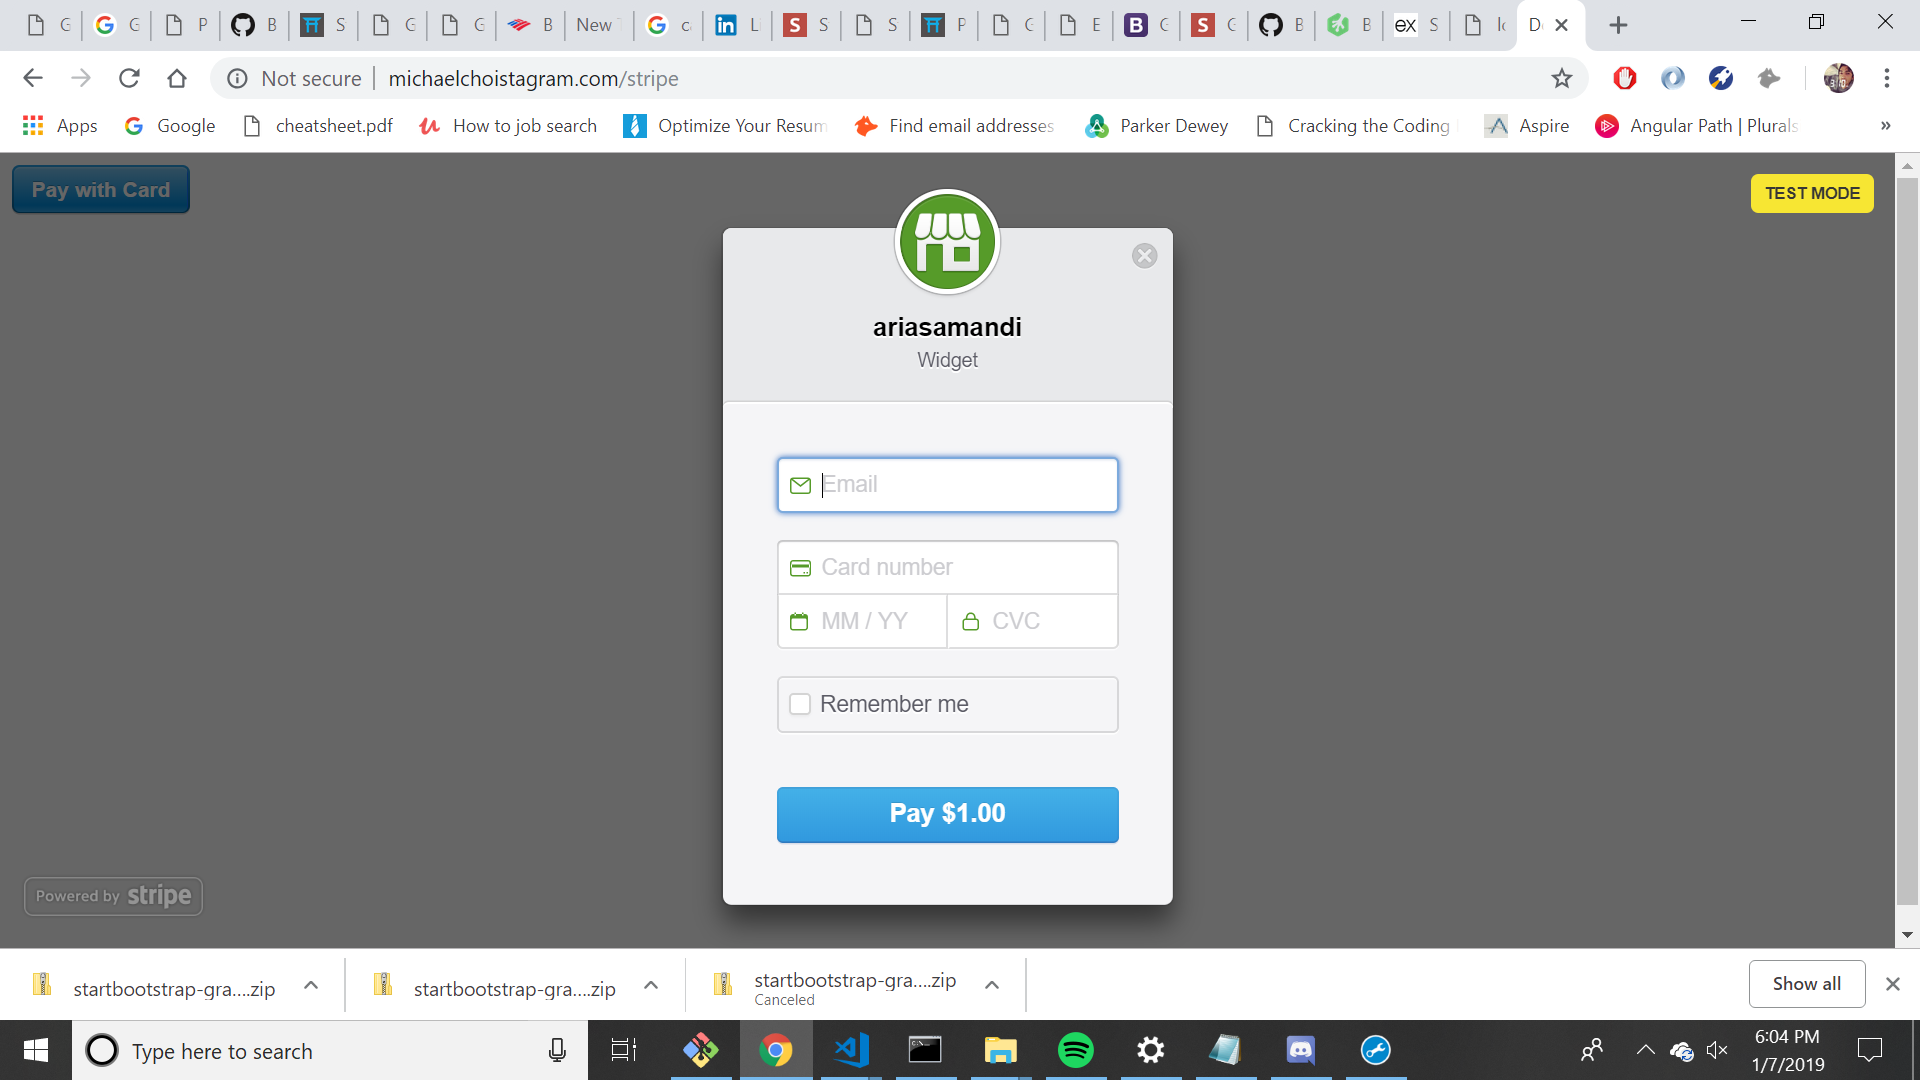 G G P B S G G B New T G c L S S P G E G G B B S lo D
Not secure michaelchoistagram.com/stripe
Apps Google cheatsheet.pdf How to job search Optimize Your Resum Find email addresses Parker Dewey Cracking the Coding Aspire Angular Path | Plurals »
Pay with Card
TEST MODE
ariasamandi
Widget
Email
Card number
MM / YY CVC
Remember me
Pay $1.00
Powered by stripe
startbootstrap-gra....zip startbootstrap-gra....zip startbootstrap-gra....zip
Canceled
Show all
Type here to search
6:04 PM
1/7/2019